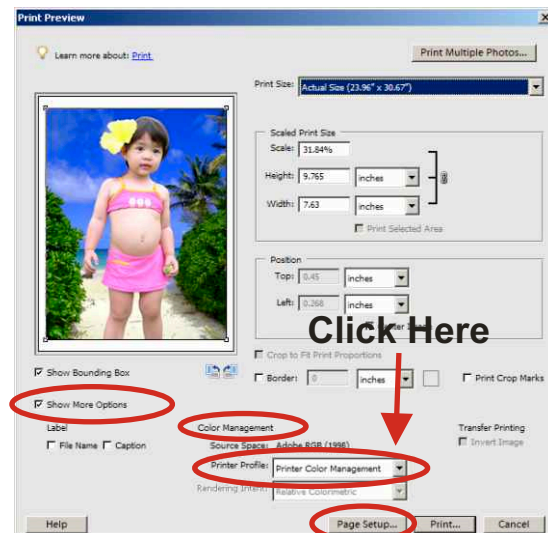 Print Preview
Learn more about: Print
Print Multiple Photos...
Print Size: Actual Size (23.96" x 30.67")
Scaled Print Size
Scale: 31.84%
Height: 9.765 inches
Width: 7.63 inches
Print Selected Area
Position
Top: 0.45 inches
Left: 0.268 inches
Click Here
Crop to Fit Print Proportions
Show Bounding Box
Border: 0 inches
Print Crop Marks
Show More Options
Label
Color Management
Transfer Printing
File Name Caption
Source Space: Adobe RGB (1998)
Invert Image
Printer Profile: Printer Color Management
Rendering Intent: Relative Colorimetric
Help
Page Setup...
Print...
Cancel